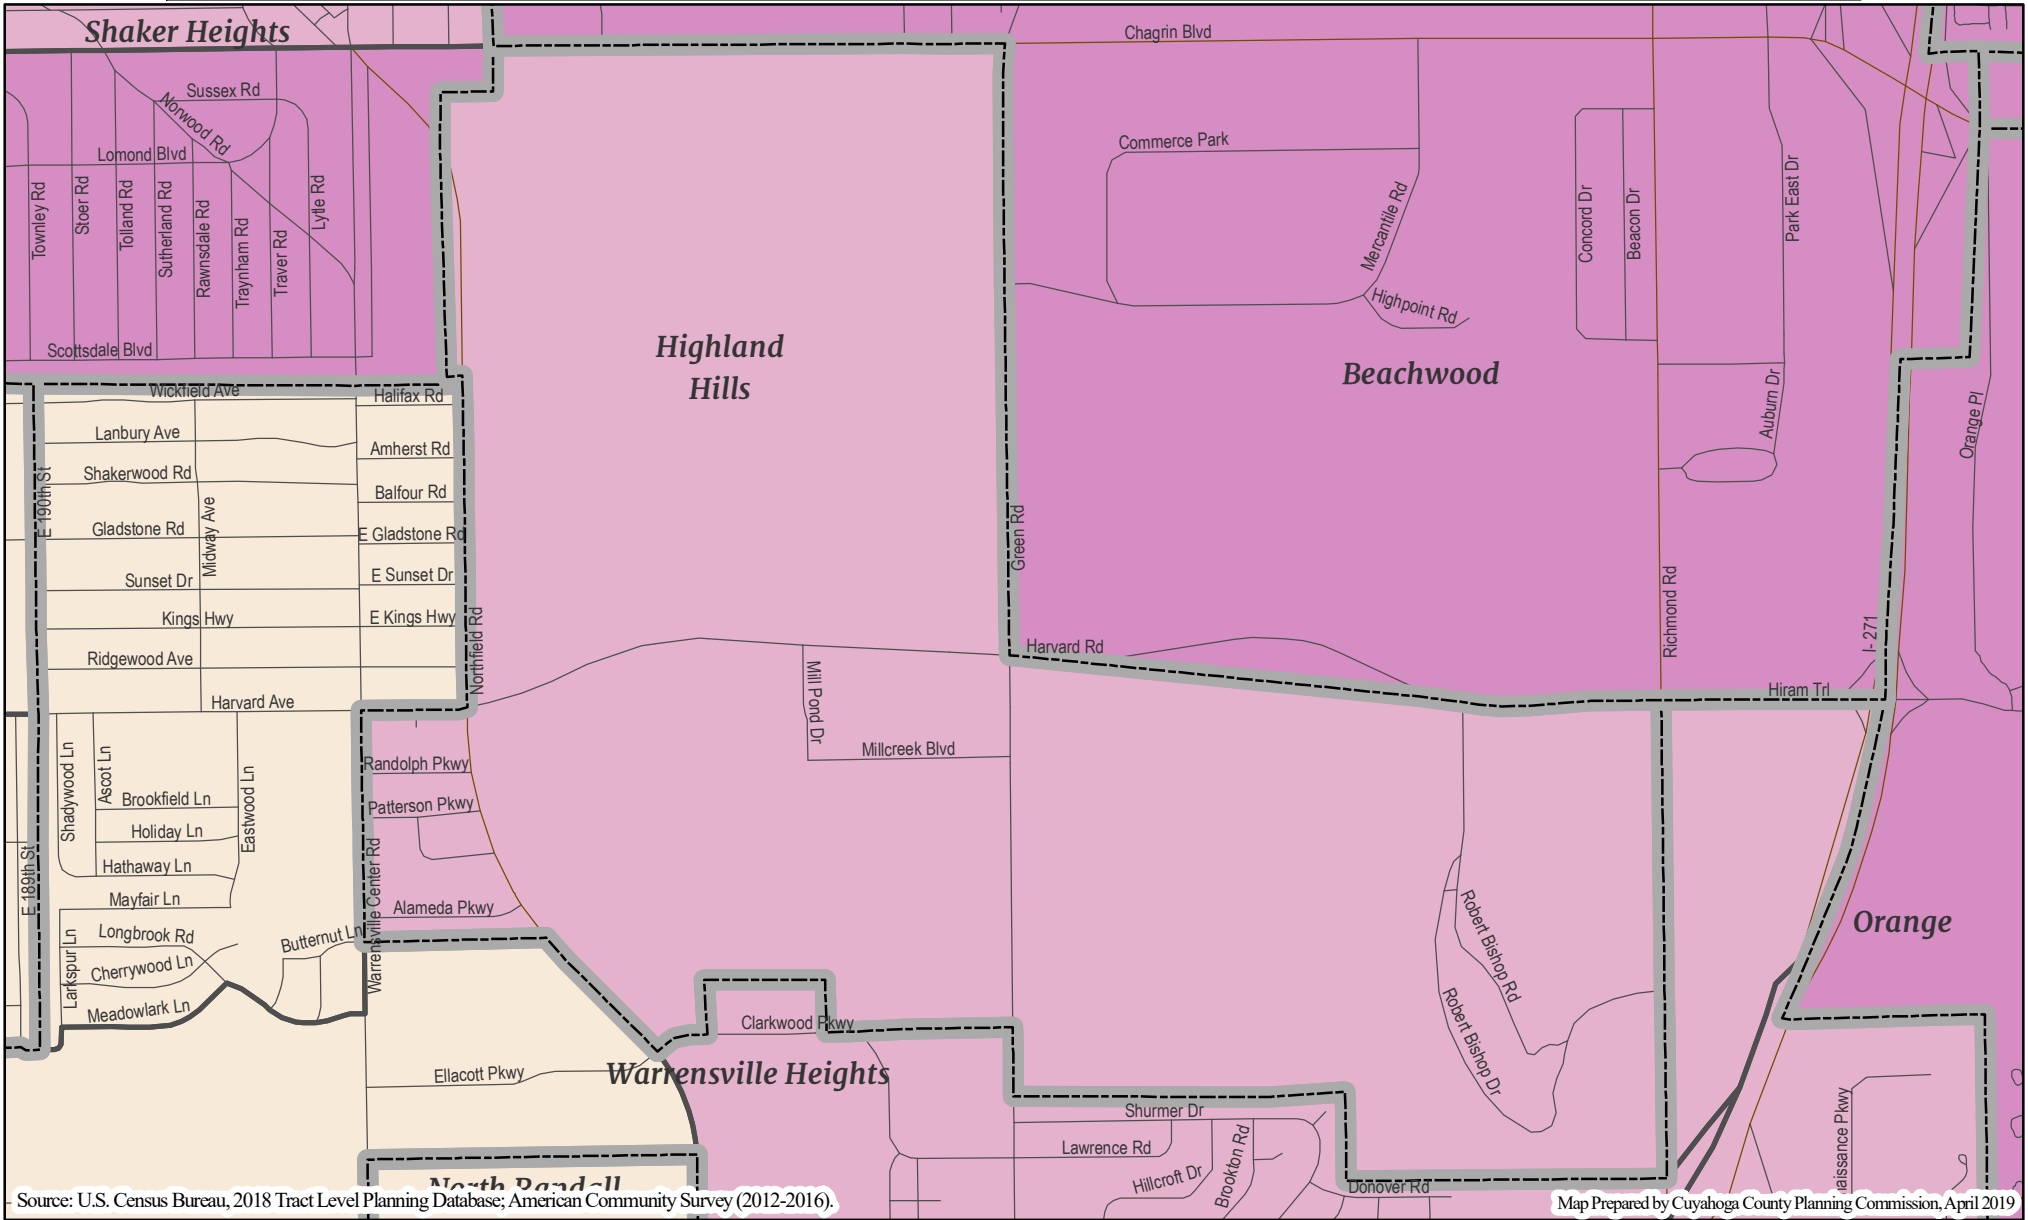 Shaker Heights
Chagrin Blvd
Sussex Rd
Norwood Rd
Lomond Blvd
Commerce Park
Townley Rd
Stoer Rd
Tolland Rd
Sutherland Rd
Rawnsdale Rd
Traynham Rd
Traver Rd
Lytle Rd
Mercantile Rd
Concord Dr
Beacon Dr
Park East Dr
Highpoint Rd
Scottsdale Blvd
Highland
Hills
Beachwood
Wickfield Ave
Halifax Rd
Auburn Dr
Orange Pl
Lanbury Ave
Amherst Rd
Shakerwood Rd
Balfour Rd
E 190th St
Midway Ave
Gladstone Rd
E Gladstone Rd
Green Rd
Sunset Dr
E Sunset Dr
Kings Hwy
E Kings Hwy
Northfield Rd
Richmond Rd
I- 271
Ridgewood Ave
Harvard Rd
Harvard Ave
Mill Pond Dr
Hiram Trl
Millcreek Blvd
Shadywood Ln
Ascot Ln
Eastwood Ln
Randolph Pkwy
Brookfield Ln
Patterson Pkwy
Holiday Ln
Hathaway Ln
E 189th St
Warrensville Center Rd
Mayfair Ln
Alameda Pkwy
Robert Bishop Rd
Orange
Larkspur Ln
Longbrook Rd
Butternut Ln
Cherrywood Ln
Meadowlark Ln
Clarkwood Pkwy
Robert Bishop Dr
Ellacott Pkwy
Warrensville Heights
Shurmer Dr
Lawrence Rd
Hillcroft Dr
Brookton Rd
Donover Rd
naissance Pkwy
North Randall
Source: U.S. Census Bureau, 2018 Tract Level Planning Database; American Community Survey (2012-2016).
Map Prepared by Cuyahoga County Planning Commission, April 2019